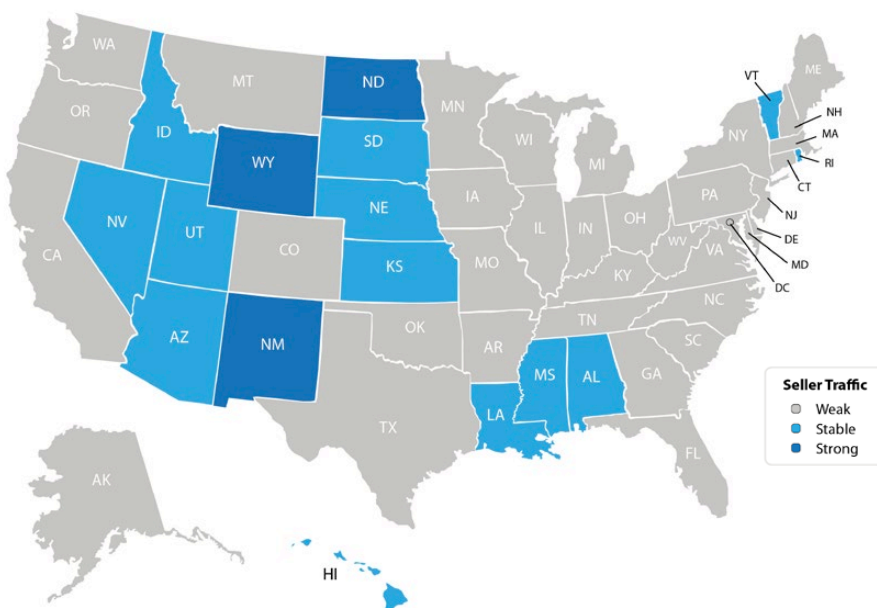 WA
MT
ND
MN
VT
ME
OR
ID
SD
WI
NY
NH
MA
WY
MI
RI
CT
NV
NE
IA
PA
NJ
UT
CO
IL
IN
OH
DE
CA
KS
MO
WV
VA
MD
KY
DC
AZ
NM
OK
AR
TN
NC
SC
TX
LA
MS
AL
GA
FL
Seller Traffic
Weak
Stable
Strong
AK
HI